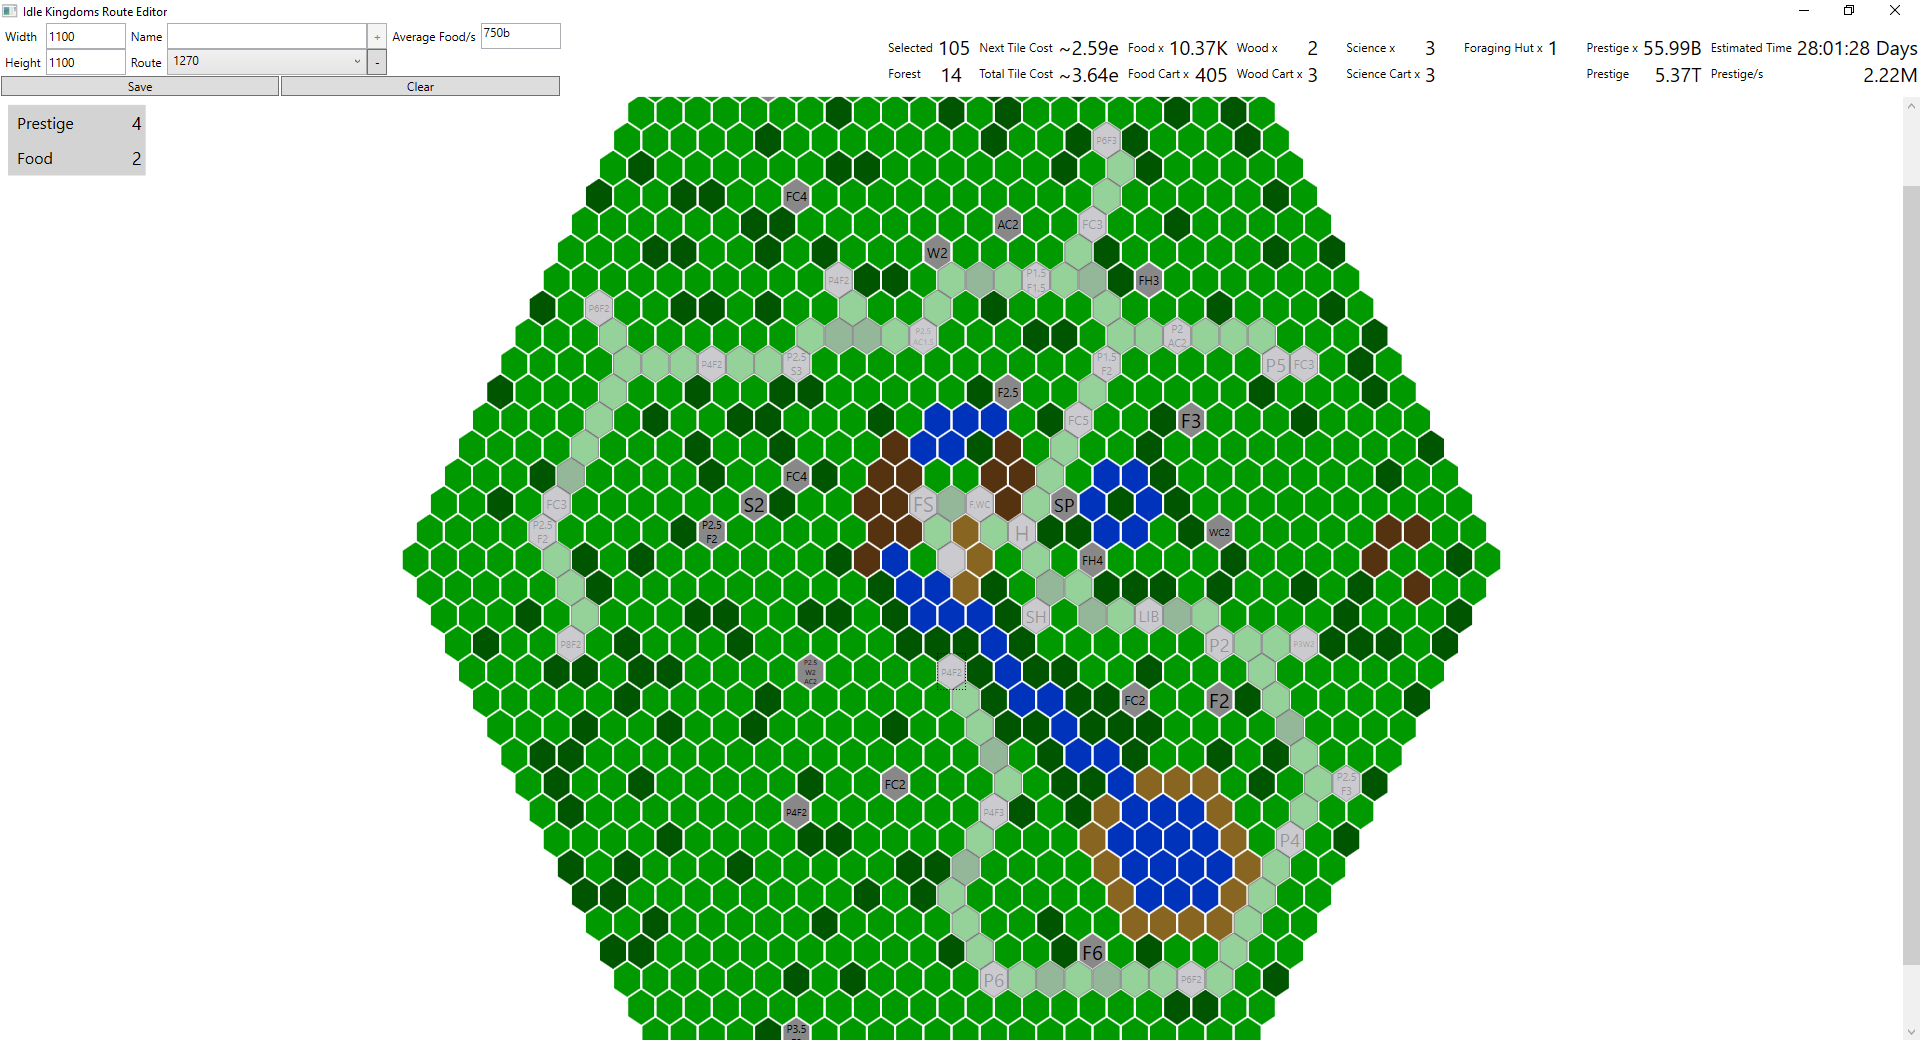 Idle Kingdoms Route Editor
Width 1100 Name + Average Food/s 750b
Height 1100 Route 1270 -
Save Clear
Selected 105 Next Tile Cost ~2.59e Food x 10.37K Wood x 2 Science x 3 Foraging Hut x 1 Prestige x 55.99B Estimated Time 28:01:28 Days
Forest 14 Total Tile Cost ~3.64e Food Cart x 405 Wood Cart x 3 Science Cart x 3 Prestige 5.37T Prestige/s 2.22M
Prestige 4
Food 2
P6F3
FC4
AC2 FC3
W2
P4F2 P1.5 FH3
F1.5
P6F2
P2.5 P2
AC1.5 AC2
P4F2 P2.5 P1.5 P5 FC3
S3 F2
F2.5
FC5 F3
FC4
FC3 S2 FS F.WC SP
P2.5 P2.5 H WC2
F2 F2
FH4
SH LIB
P8F2 P2 P3W2
P2.5 P4F2
W2
AC2
FC2 F2
FC2 P2.5
F3
P4F2 P4F3
P4
F6
P6 P6F2
P3.5